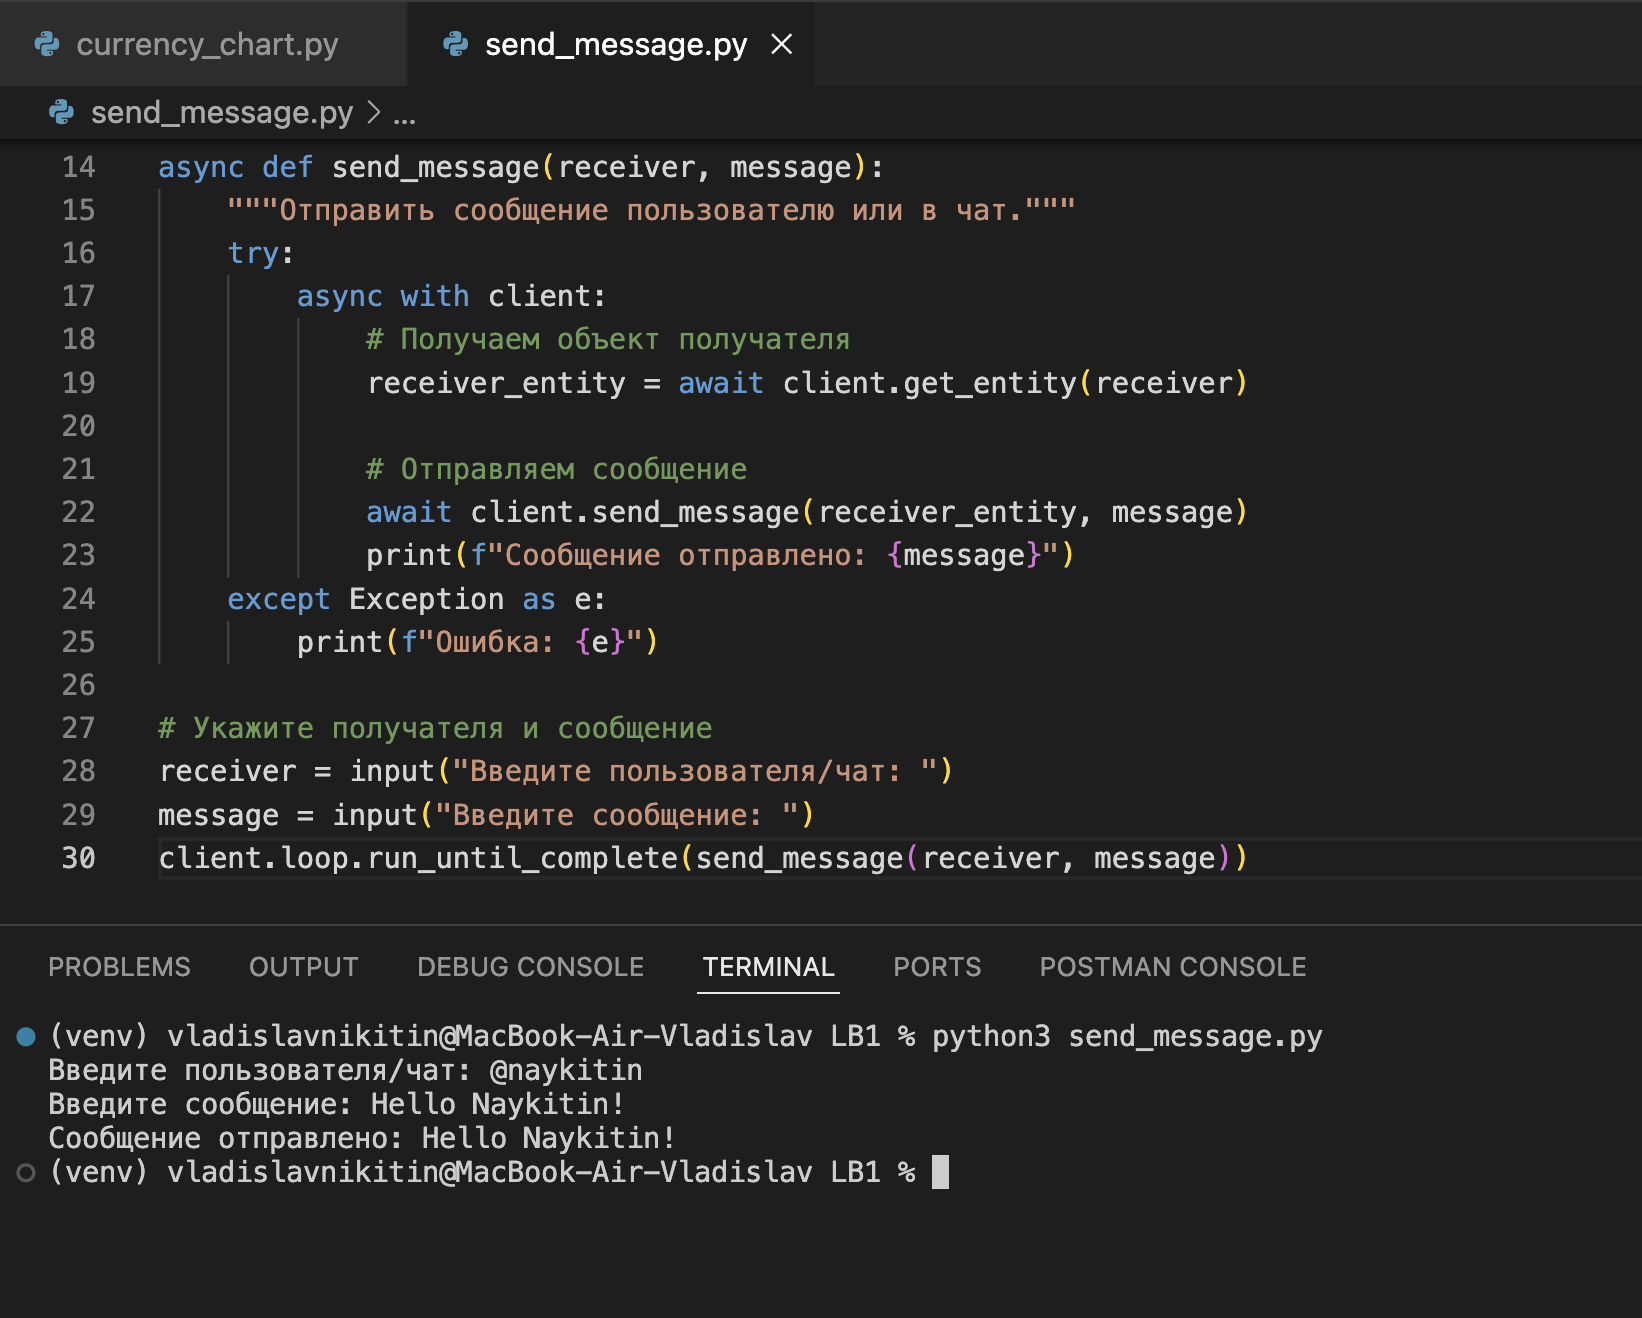 currency_chart.py
send_message.py
send_message.py > ...
14 async def send_message(receiver, message):
15 """Отправить сообщение пользователю или в чат."""
16 try:
17 async with client:
18 # Получаем объект получателя
19 receiver_entity = await client.get_entity(receiver)
20
21 # Отправляем сообщение
22 await client.send_message(receiver_entity, message)
23 print(f"Сообщение отправлено: {message}")
24 except Exception as e:
25 print(f"Ошибка: {e}")
26
27 # Укажите получателя и сообщение
28 receiver = input("Введите пользователя/чат: ")
29 message = input("Введите сообщение: ")
30 client.loop.run_until_complete(send_message(receiver, message))
PROBLEMS OUTPUT DEBUG CONSOLE TERMINAL PORTS POSTMAN CONSOLE
(venv) vladislavnikitin@MacBook-Air-Vladislav LB1 % python3 send_message.py
Введите пользователя/чат: @naykitin
Введите сообщение: Hello Naykitin!
Сообщение отправлено: Hello Naykitin!
(venv) vladislavnikitin@MacBook-Air-Vladislav LB1 %